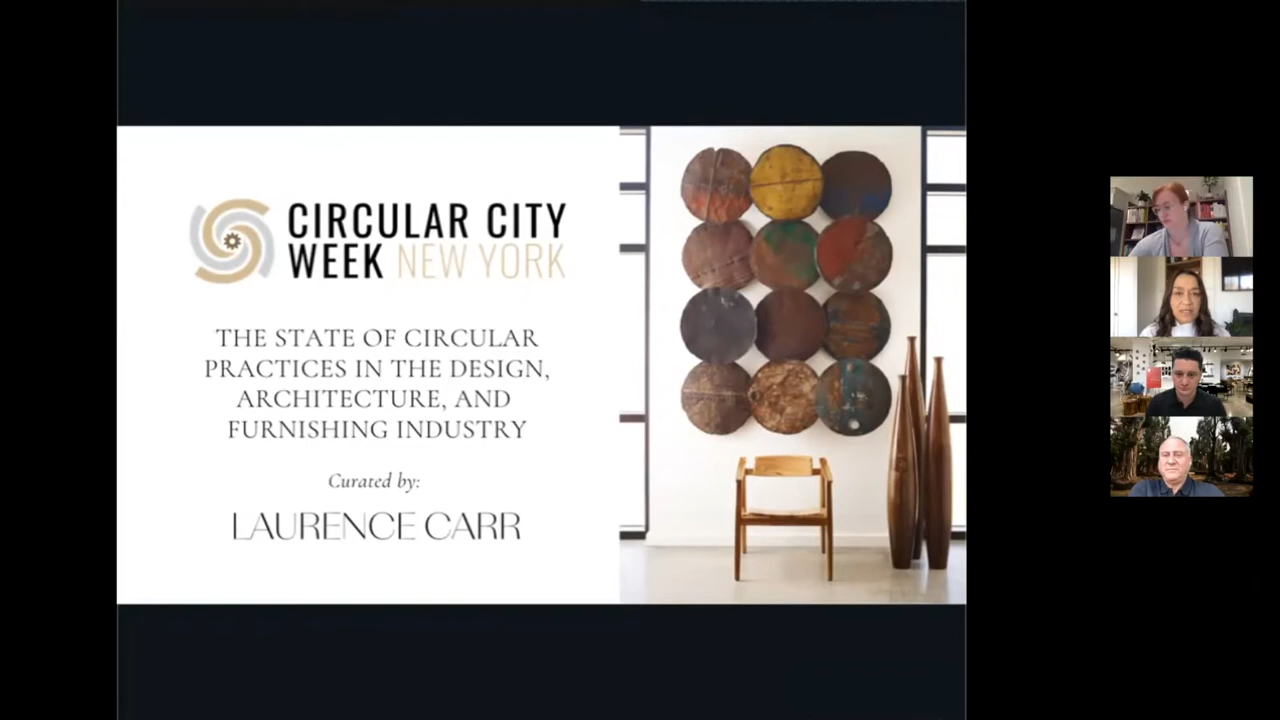 CIRCULAR CITY
WEEK NEW YORK
THE STATE OF CIRCULAR
PRACTICES IN THE DESIGN,
ARCHITECTURE, AND
FURNISHING INDUSTRY
Curated by:
LAURENCE CARR